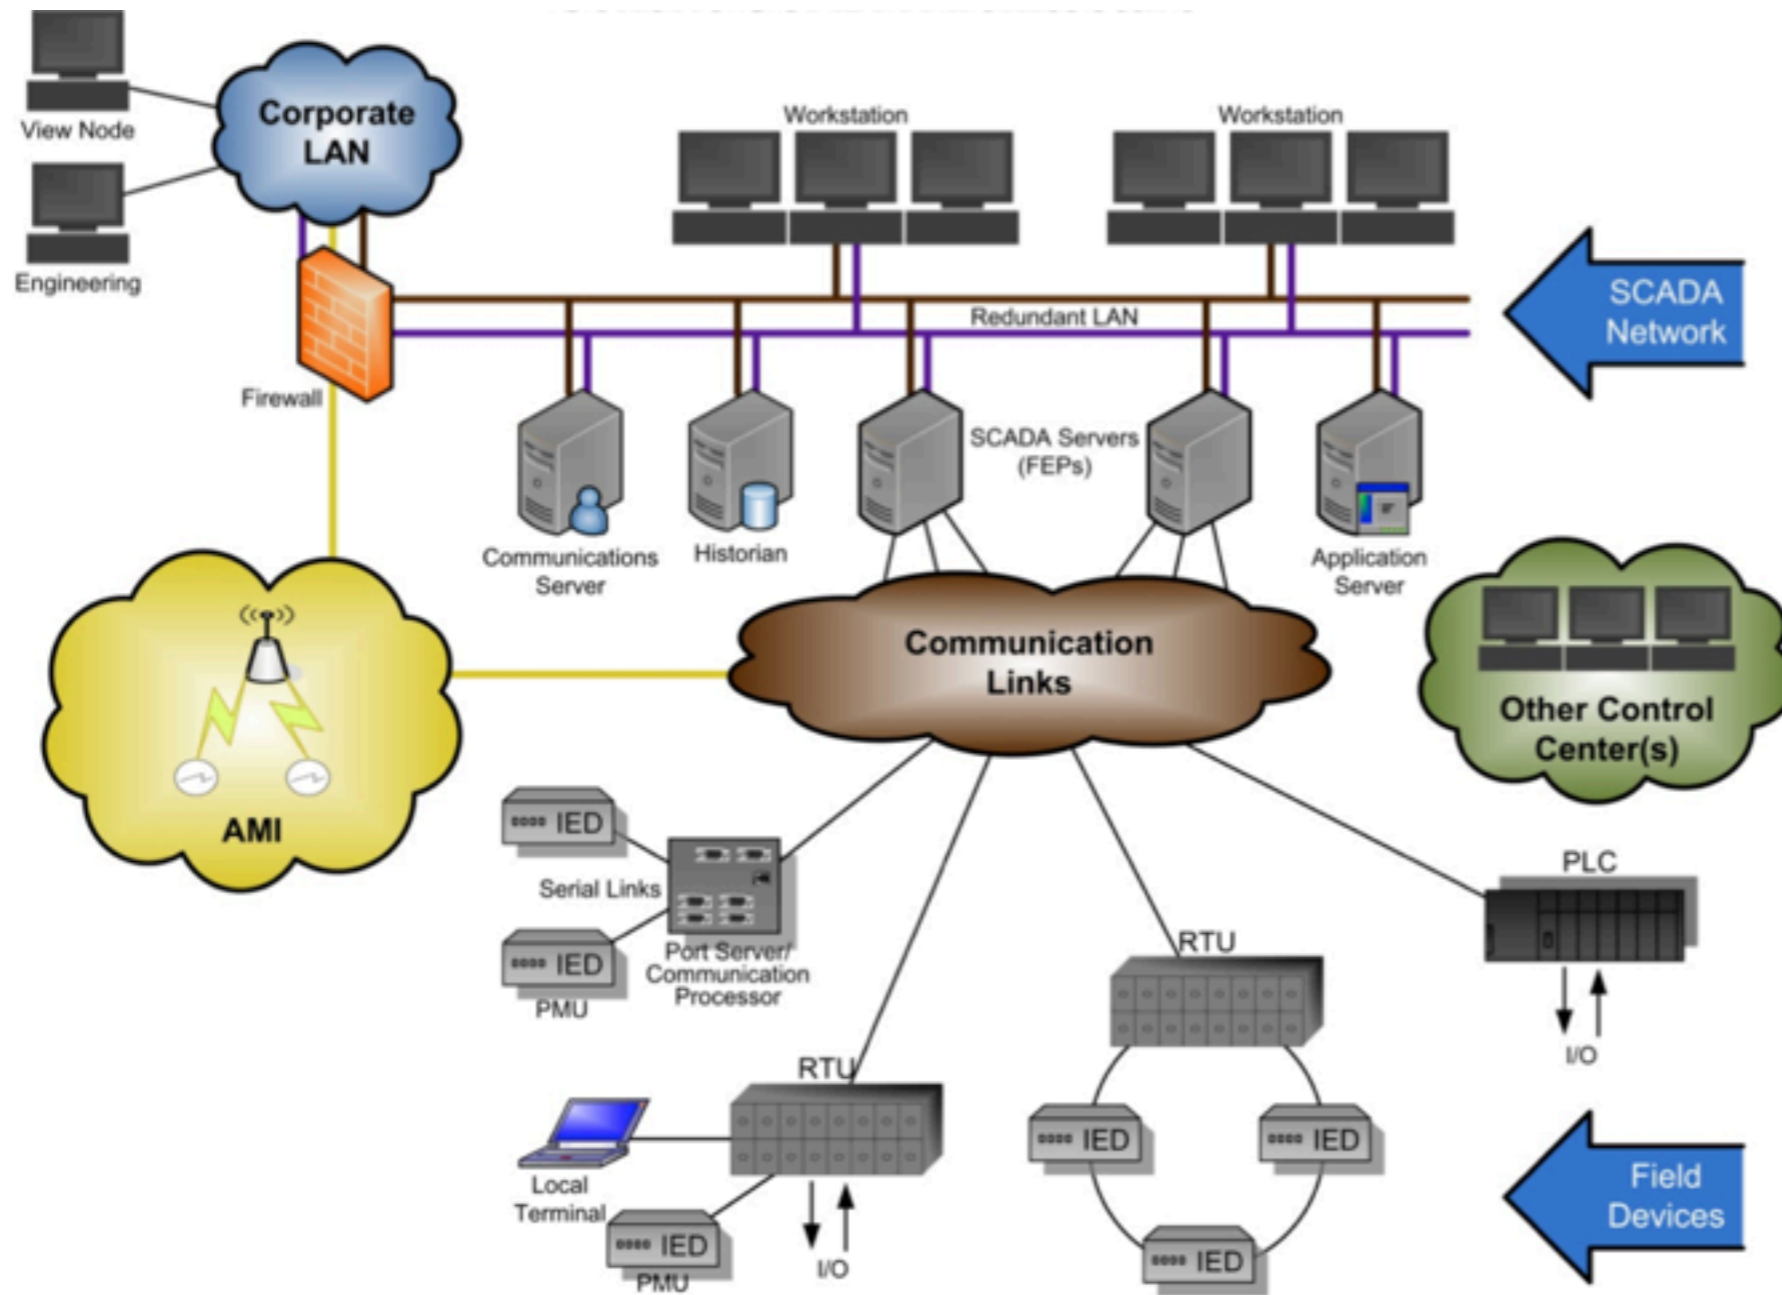 View Node
Engineering
Corporate
LAN
Workstation
Workstation
Redundant LAN
SCADA
Network
Firewall
SCADA Servers
(FEPs)
Communications
Server
Historian
Application
Server
Communication
Links
Other Control
Center(s)
AMI
IED
Serial Links
IED
PMU
Port Server/
Communication
Processor
PLC
I/O
RTU
IED
IED
IED
RTU
Local
Terminal
IED
PMU
I/O
Field
Devices